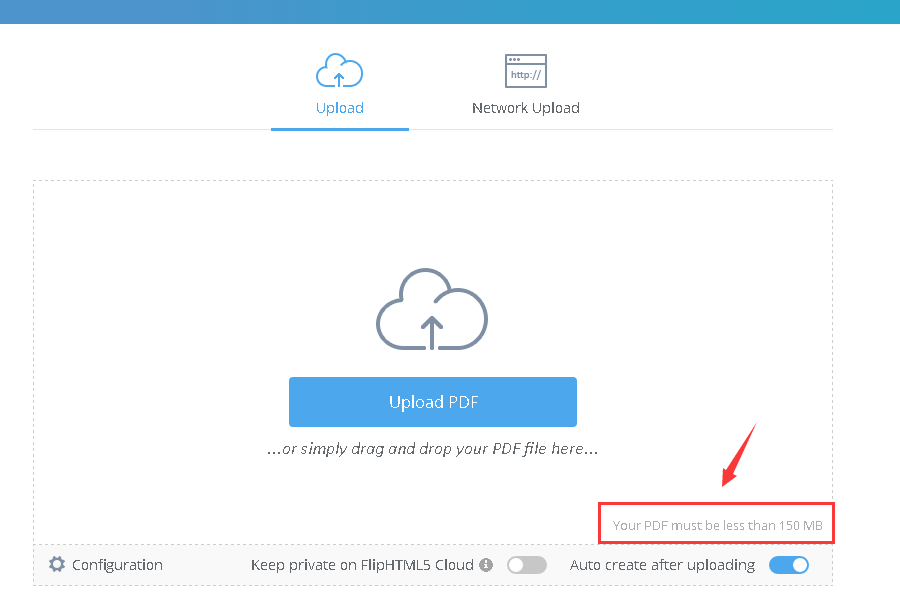 http://
Upload
Network Upload
Upload PDF
...or simply drag and drop your PDF file here...
Your PDF must be less than 150 MB
Configuration
Keep private on FlipHTML5 Cloud
Auto create after uploading